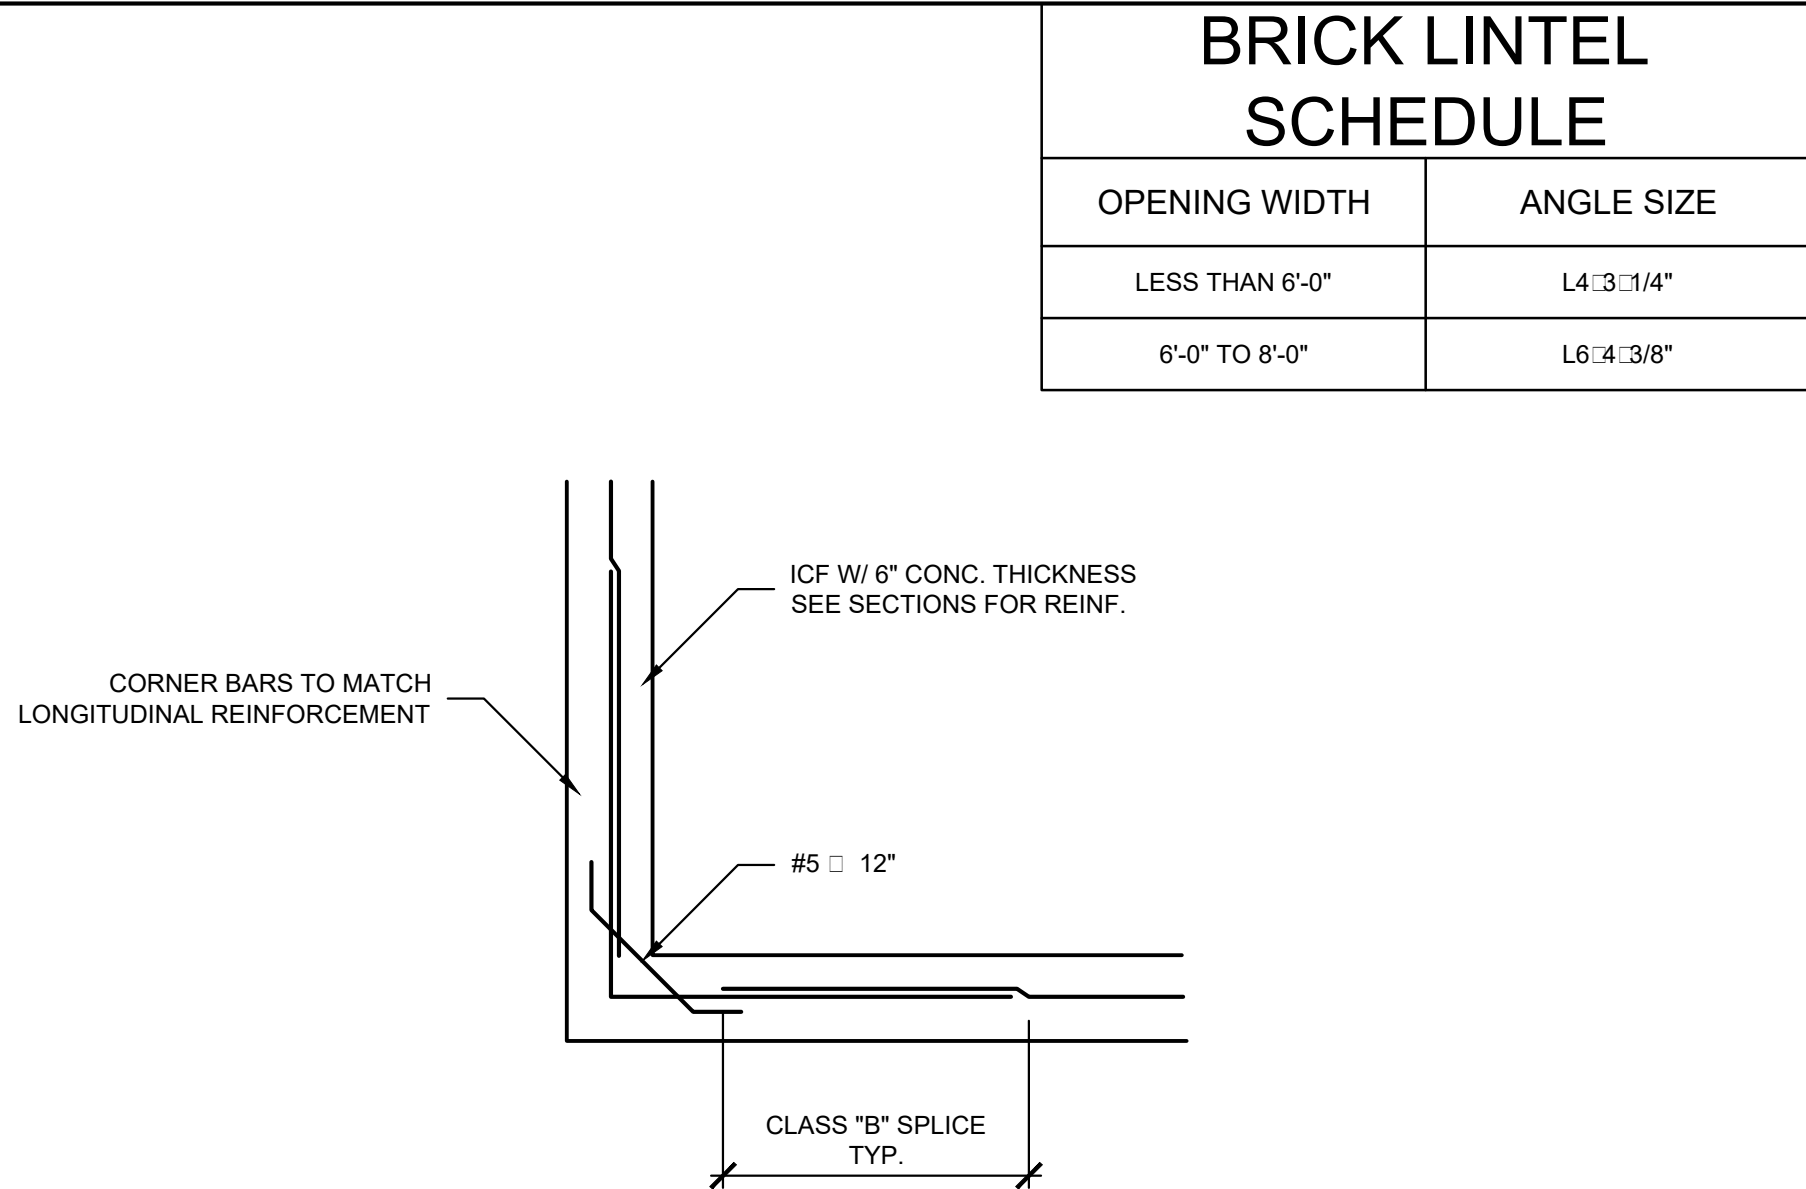 BRICK LINTEL
SCHEDULE
OPENING WIDTH ANGLE SIZE
LESS THAN 6'-0" L4□3□1/4"
6'-0" TO 8'-0" L6□4□3/8"
ICF W/ 6" CONC. THICKNESS
SEE SECTIONS FOR REINF.
CORNER BARS TO MATCH
LONGITUDINAL REINFORCEMENT
#5 □ 12"
CLASS "B" SPLICE
TYP.